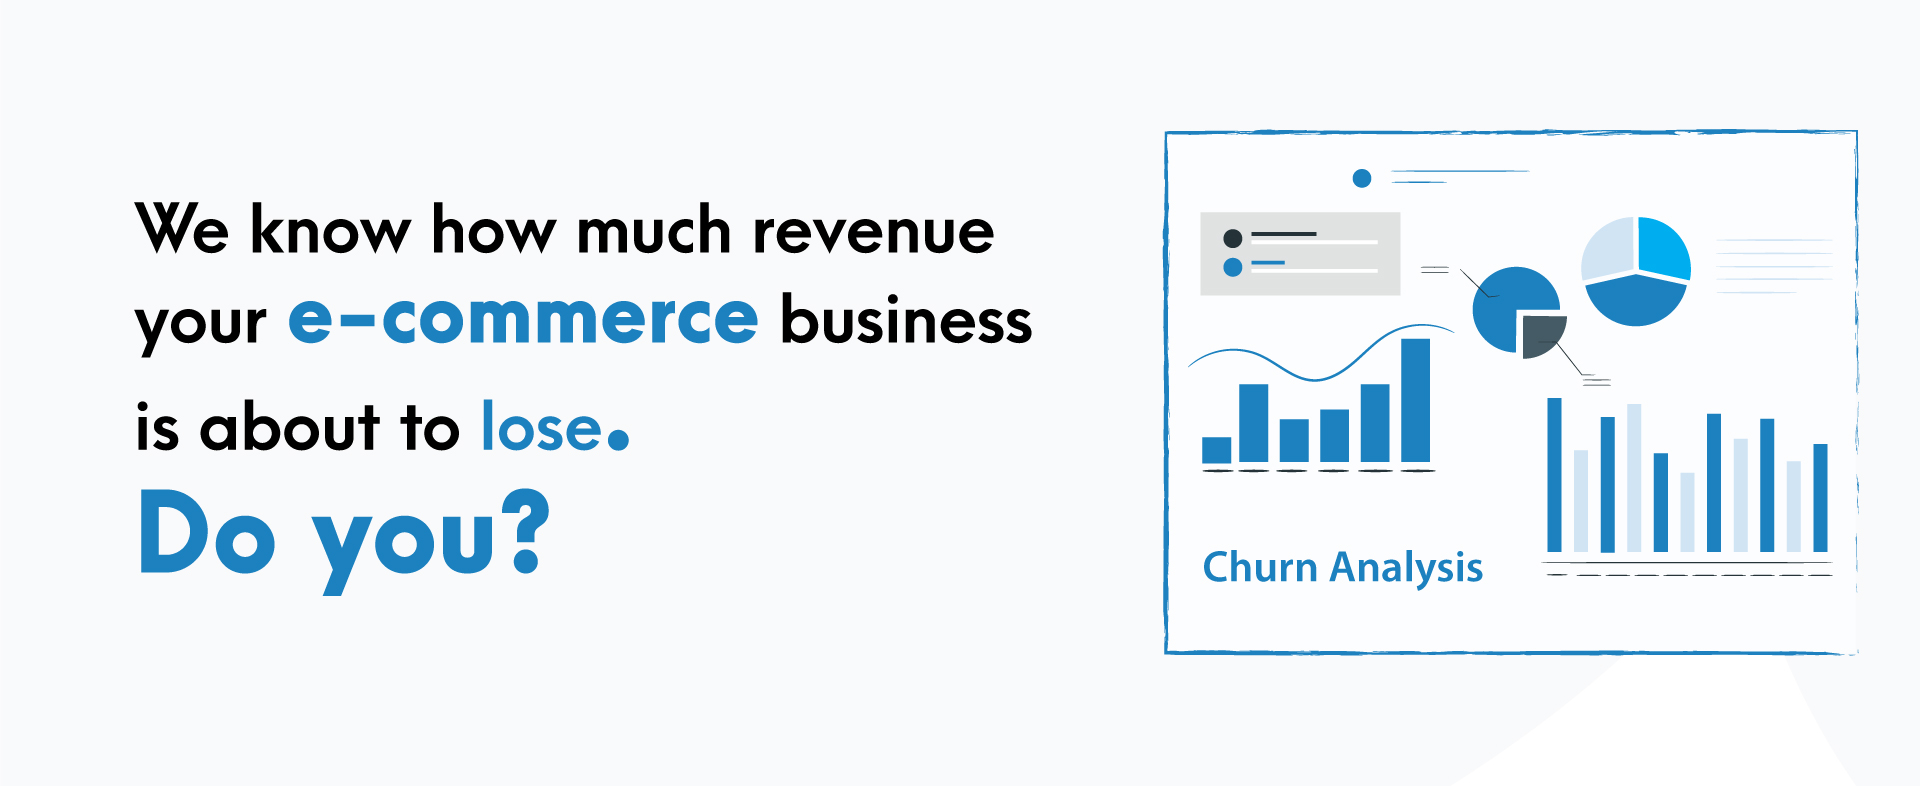 We know how much revenue
your e-commerce business
is about to lose.
Do you?
Churn Analysis